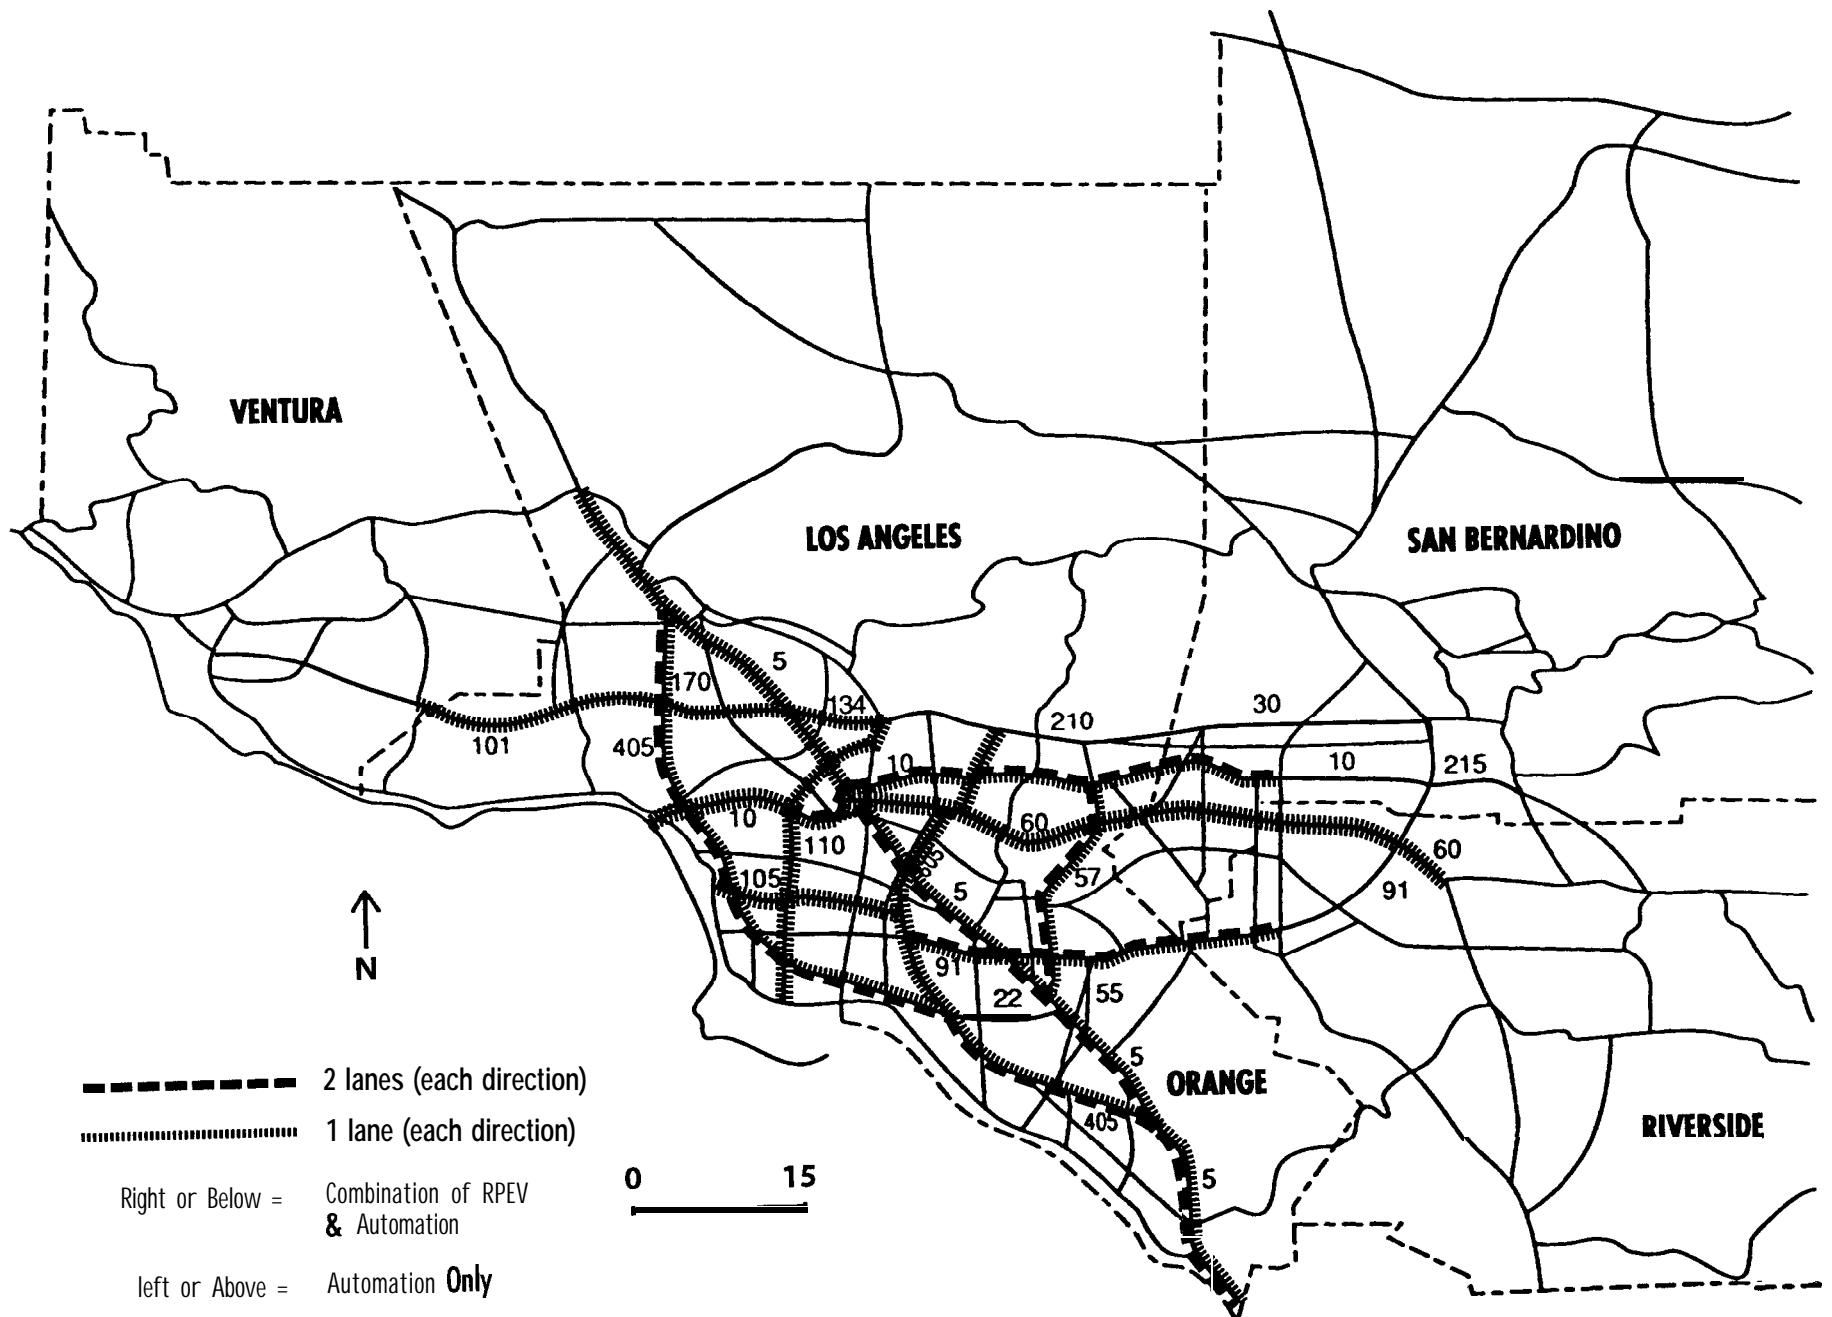 VENTURA
LOS ANGELES
SAN BERNARDINO
5
170
134
30
210
101
405
10
10
215
10
60
110
60
605
105
5
57
91
91
22
55
N
5
ORANGE
405
RIVERSIDE
5
2 lanes (each direction)
1 lane (each direction)
0 15
Right or Below = Combination of RPEV
& Automation
left or Above = Automation Only